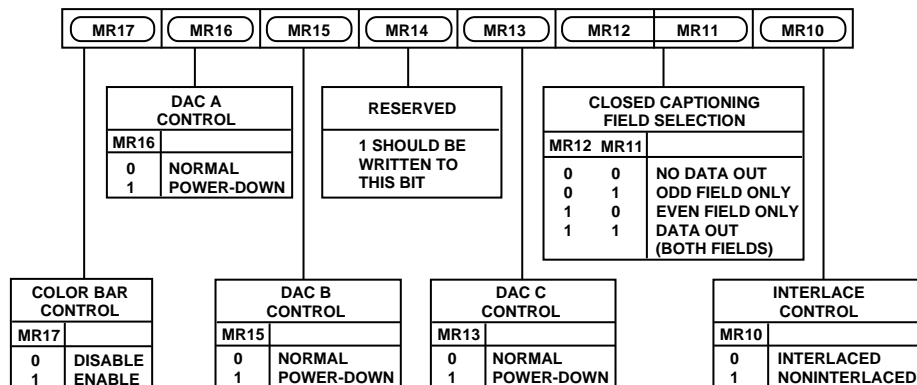 MR17 MR16 MR15 MR14 MR13 MR12 MR11 MR10
DAC A
CONTROL
MR16
0 NORMAL
1 POWER-DOWN
RESERVED
1 SHOULD BE
WRITTEN TO
THIS BIT
CLOSED CAPTIONING
FIELD SELECTION
MR12 MR11
0 0 NO DATA OUT
0 1 ODD FIELD ONLY
1 0 EVEN FIELD ONLY
1 1 DATA OUT
(BOTH FIELDS)
COLOR BAR
CONTROL
MR17
0 DISABLE
1 ENABLE
DAC B
CONTROL
MR15
0 NORMAL
1 POWER-DOWN
DAC C
CONTROL
MR13
0 NORMAL
1 POWER-DOWN
INTERLACE
CONTROL
MR10
0 INTERLACED
1 NONINTERLACED